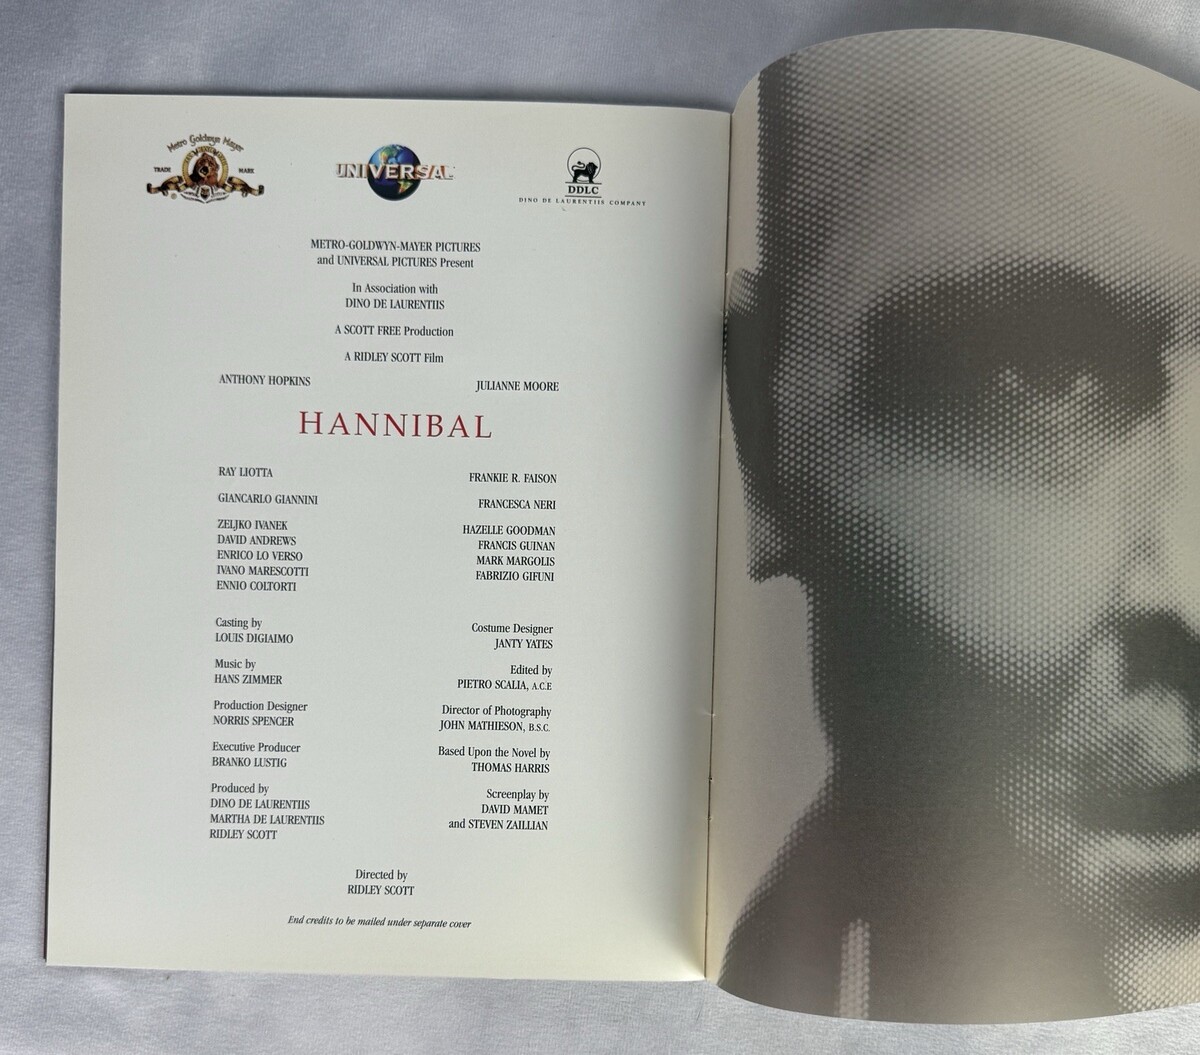 Metro Goldwyn Mayer
TRADE MARK
UNIVERSAL
DDLC
DINO DE LAURENTIIS COMPANY
METRO-GOLDWYN-MAYER PICTURES
and UNIVERSAL PICTURES Present
In Association with
DINO DE LAURENTIIS
A SCOTT FREE Production
A RIDLEY SCOTT Film
ANTHONY HOPKINS
JULIANNE MOORE
HANNIBAL
RAY LIOTTA
FRANKIE R. FAISON
GIANCARLO GIANNINI
FRANCESCA NERI
ZELJKO IVANEK
DAVID ANDREWS
ENRICO LO VERSO
IVANO MARESCOTTI
ENNIO COLTORTI
HAZELLE GOODMAN
FRANCIS GUINAN
MARK MARGOLIS
FABRIZIO GIFUNI
Casting by
LOUIS DIGIAIMO
Costume Designer
JANTY YATES
Music by
HANS ZIMMER
Edited by
PIETRO SCALIA, A.C.E
Production Designer
NORRIS SPENCER
Director of Photography
JOHN MATHIESON, B.S.C.
Executive Producer
BRANKO LUSTIG
Based Upon the Novel by
THOMAS HARRIS
Produced by
DINO DE LAURENTIIS
MARTHA DE LAURENTIIS
RIDLEY SCOTT
Screenplay by
DAVID MAMET
and STEVEN ZAILLIAN
Directed by
RIDLEY SCOTT
End credits to be mailed under separate cover